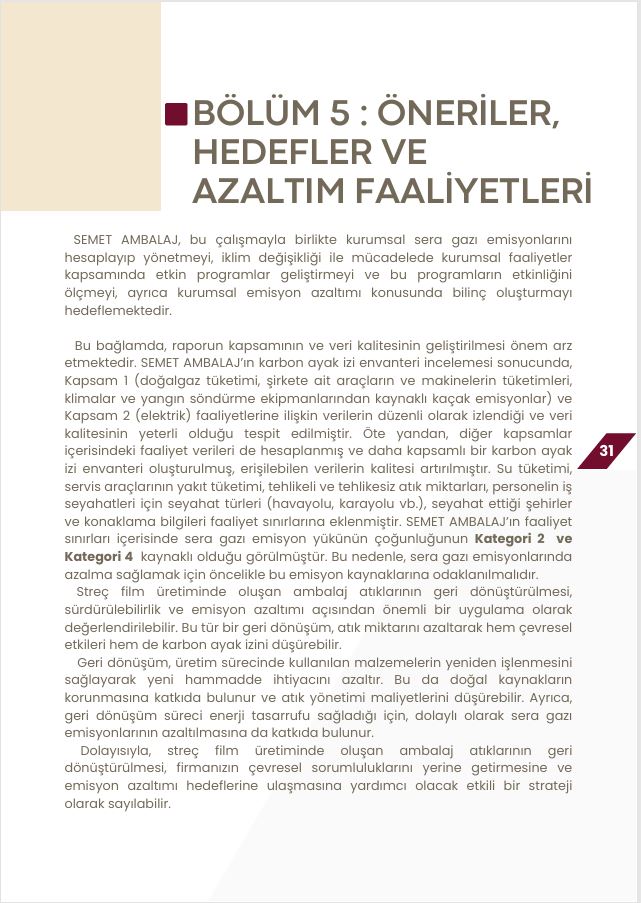 BÖLÜM 5 : ÖNERİLER,
HEDEFLER VE
AZALTIM FAALİYETLERİ
SEMET AMBALAJ, bu çalışmayla birlikte kurumsal sera gazı emisyonlarını
hesaplayıp yönetmeyi, iklim değişikliği ile mücadelede kurumsal faaliyetler
kapsamında etkin programlar geliştirmeyi ve bu programların etkinliğini
ölçmeyi, ayrıca kurumsal emisyon azaltımı konusunda bilinç oluşturmayı
hedeflemektedir.
Bu bağlamda, raporun kapsamının ve veri kalitesinin geliştirilmesi önem arz
etmektedir. SEMET AMBALAJ’ın karbon ayak izi envanteri incelemesi sonucunda,
Kapsam 1 (doğalgaz tüketimi, şirkete ait araçların ve makinelerin tüketimleri,
klimalar ve yangın söndürme ekipmanlarından kaynaklı kaçak emisyonlar) ve
Kapsam 2 (elektrik) faaliyetlerine ilişkin verilerin düzenli olarak izlendiği ve veri
kalitesinin yeterli olduğu tespit edilmiştir. Öte yandan, diğer kapsamlar
içerisindeki faaliyet verileri de hesaplanmış ve daha kapsamlı bir karbon ayak
izi envanteri oluşturulmuş, erişilebilen verilerin kalitesi artırılmıştır. Su tüketimi,
servis araçlarının yakıt tüketimi, tehlikeli ve tehlikesiz atık miktarları, personelin iş
seyahatleri için seyahat türleri (havayolu, karayolu vb.), seyahat ettiği şehirler
ve konaklama bilgileri faaliyet sınırlarına eklenmiştir. SEMET AMBALAJ’ın faaliyet
sınırları içerisinde sera gazı emisyon yükünün çoğunluğunun Kategori 2 ve
Kategori 4 kaynaklı olduğu görülmüştür. Bu nedenle, sera gazı emisyonlarında
azalma sağlamak için öncelikle bu emisyon kaynaklarına odaklanılmalıdır.
Streç film üretiminde oluşan ambalaj atıklarının geri dönüştürülmesi,
sürdürülebilirlik ve emisyon azaltımı açısından önemli bir uygulama olarak
değerlendirilebilir. Bu tür bir geri dönüşüm, atık miktarını azaltarak hem çevresel
etkileri hem de karbon ayak izini düşürebilir.
Geri dönüşüm, üretim sürecinde kullanılan malzemelerin yeniden işlenmesini
sağlayarak yeni hammadde ihtiyacını azaltır. Bu da doğal kaynakların
korunmasına katkıda bulunur ve atık yönetimi maliyetlerini düşürebilir. Ayrıca,
geri dönüşüm süreci enerji tasarrufu sağladığı için, dolaylı olarak sera gazı
emisyonlarının azaltılmasına da katkıda bulunur.
Dolayısıyla, streç film üretiminde oluşan ambalaj atıklarının geri
dönüştürülmesi, firmanızın çevresel sorumluluklarını yerine getirmesine ve
emisyon azaltımı hedeflerine ulaşmasına yardımcı olacak etkili bir strateji
olarak sayılabilir.
31